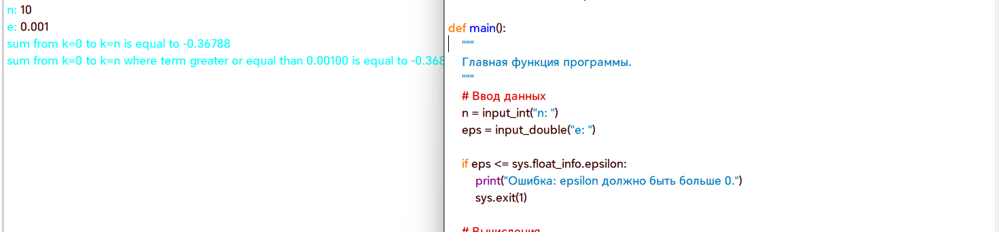 n: 10
e: 0.001
sum from k=0 to k=n is equal to -0.36788
sum from k=0 to k=n where term greater or equal than 0.00100 is equal to -0.368
def main():
"""
Главная функция программы.
"""
# Ввод данных
n = input_int("n: ")
eps = input_double("e: ")
if eps <= sys.float_info.epsilon:
print("Ошибка: epsilon должно быть больше 0.")
sys.exit(1)
# Вычисления